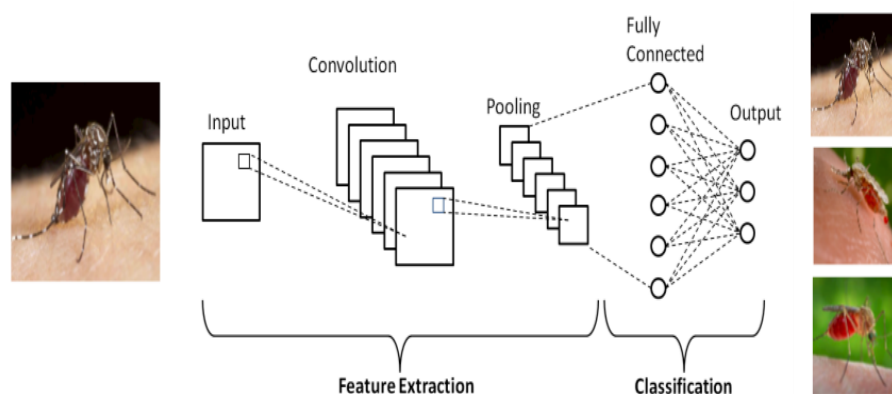 Input
Convolution
Pooling
Fully
Connected
Output
Feature Extraction
Classification